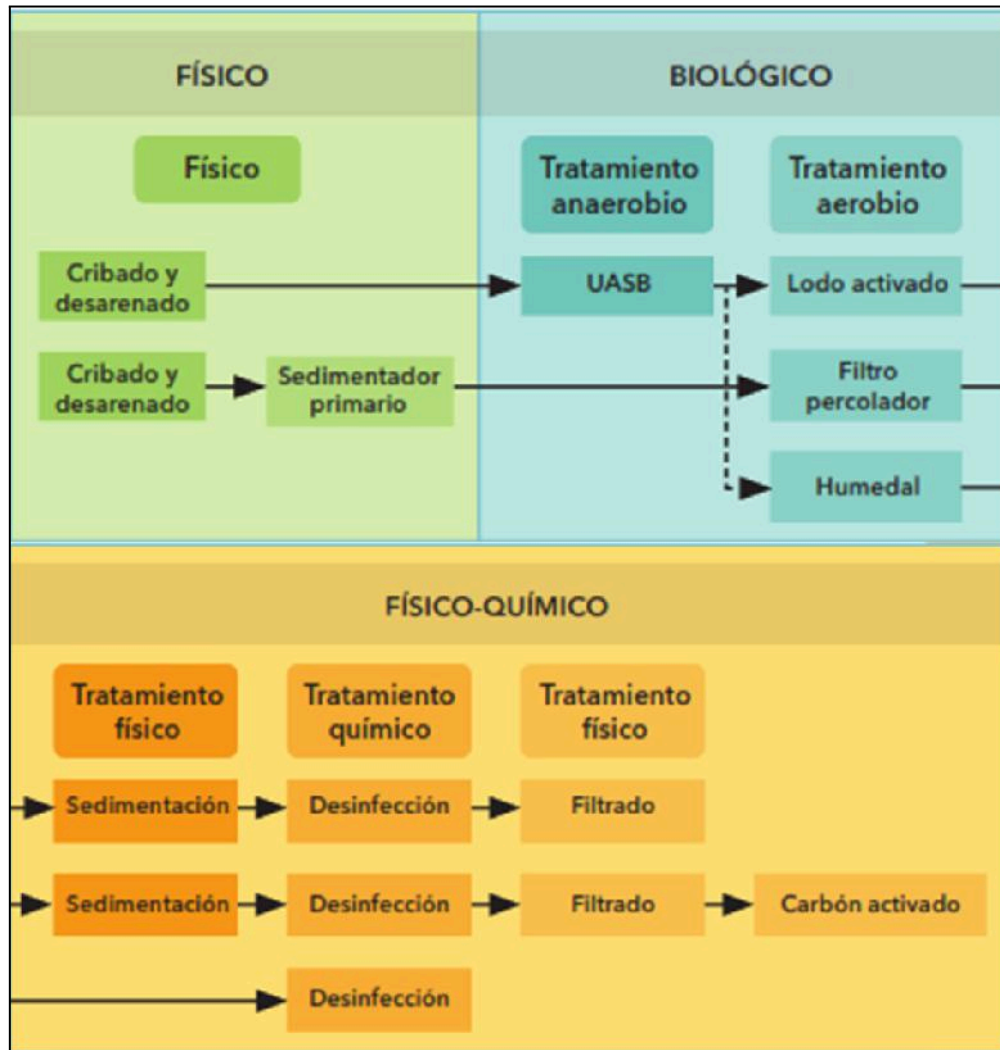 FÍSICO
BIOLÓGICO
Físico
Tratamiento
anaerobio
Tratamiento
aerobio
Cribado y
desarenado
UASB
Lodo activado
Cribado y
desarenado
Sedimentador
primario
Filtro
percolador
Humedal
FÍSICO-QUÍMICO
Tratamiento
físico
Tratamiento
químico
Tratamiento
físico
Sedimentación
Desinfección
Filtrado
Sedimentación
Desinfección
Filtrado
Carbón activado
Desinfección